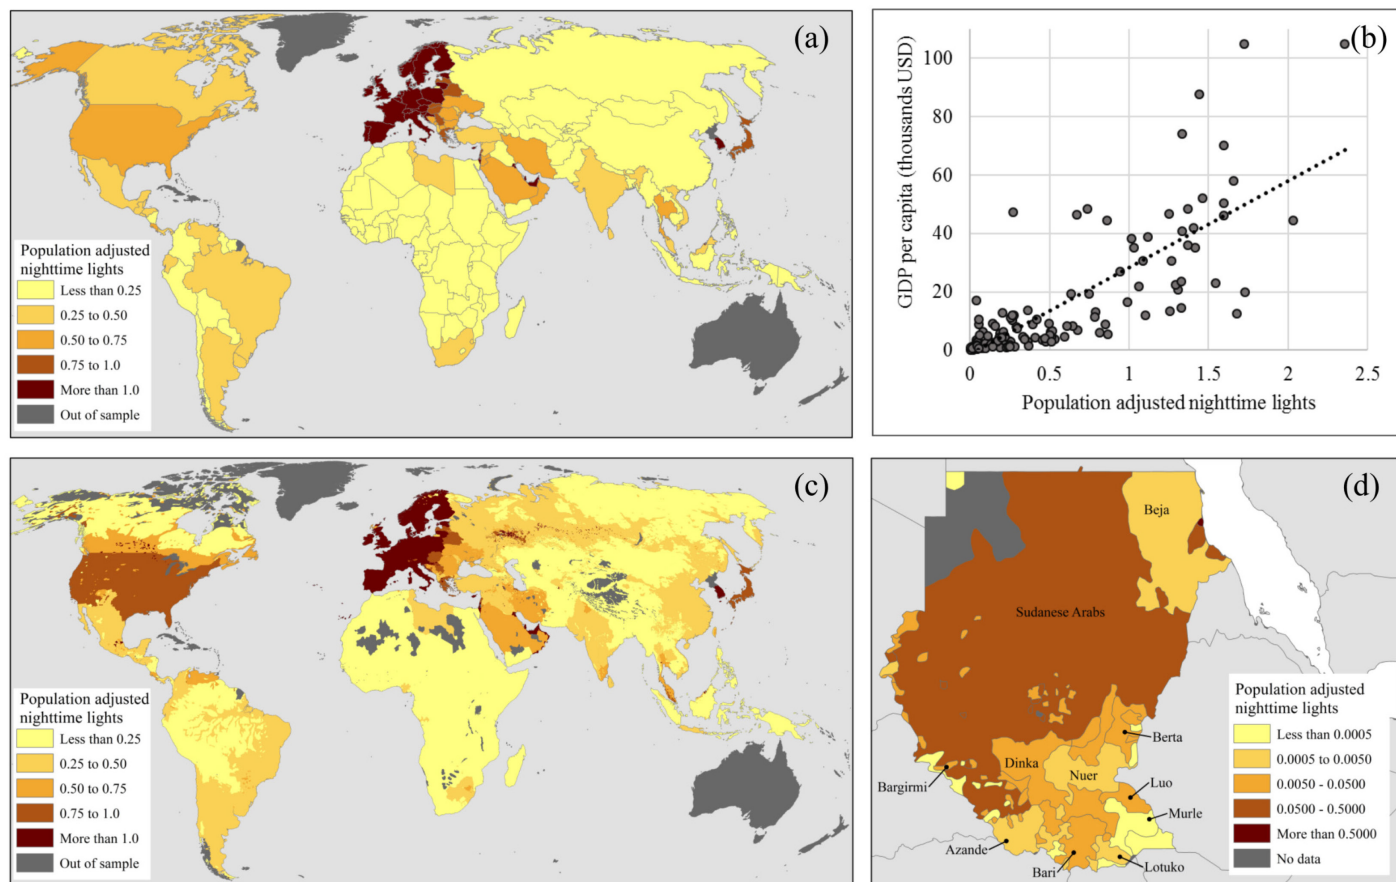 (a)
Population adjusted
nighttime lights
Less than 0.25
0.25 to 0.50
0.50 to 0.75
0.75 to 1.0
More than 1.0
Out of sample
(b)
GDP per capita (thousands USD)
100
80
60
40
20
0
0
0.5
1
1.5
2
2.5
Population adjusted nighttime lights
(c)
Population adjusted
nighttime lights
Less than 0.25
0.25 to 0.50
0.50 to 0.75
0.75 to 1.0
More than 1.0
Out of sample
(d)
Beja
Sudanese Arabs
Berta
Dinka
Nuer
Bargirmi
Luo
Murle
Azande
Bari
Lotuko
Population adjusted
nighttime lights
Less than 0.0005
0.0005 to 0.0050
0.0050 - 0.0500
0.0500 - 0.5000
More than 0.5000
No data